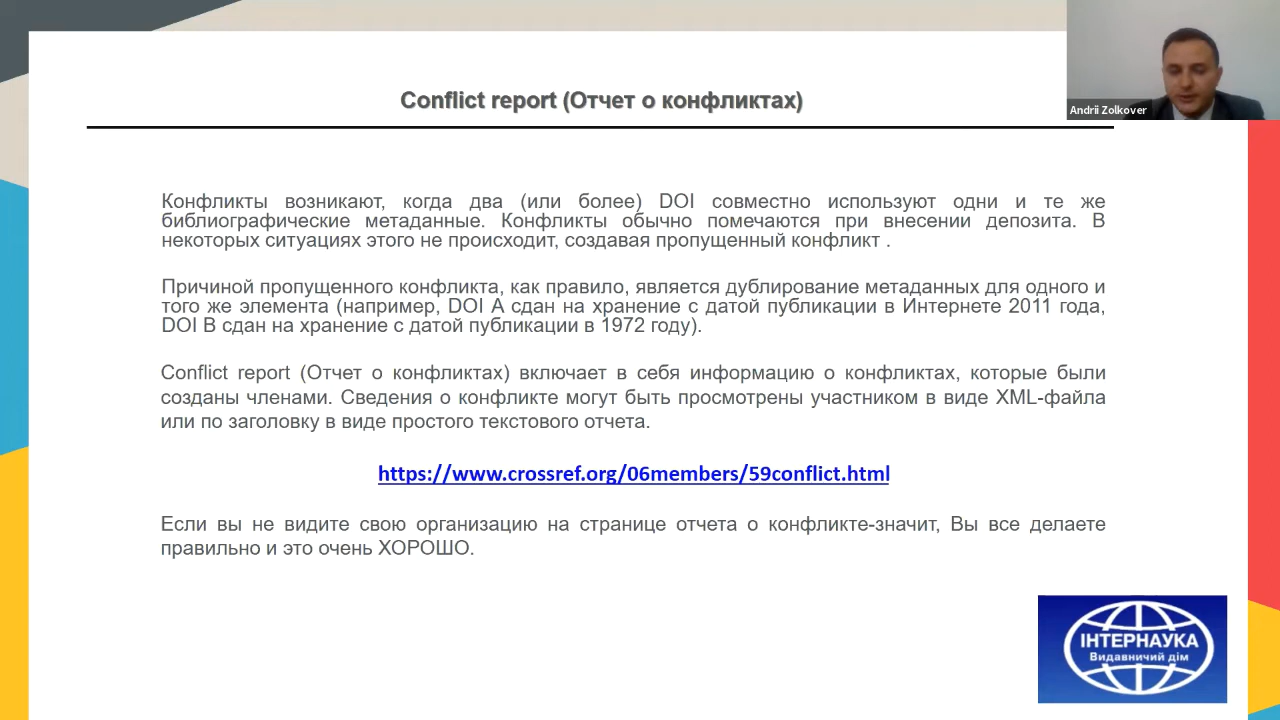 Conflict report (Отчет о конфликтах)
Andrii Zolkover
Конфликты возникают, когда два (или более) DOI совместно используют одни и те же
библиографические метаданные. Конфликты обычно помечаются при внесении депозита. В
некоторых ситуациях этого не происходит, создавая пропущенный конфликт .
Причиной пропущенного конфликта, как правило, является дублирование метаданных для одного и
того же элемента (например, DOI A сдан на хранение с датой публикации в Интернете 2011 года,
DOI B сдан на хранение с датой публикации в 1972 году).
Conflict report (Отчет о конфликтах) включает в себя информацию о конфликтах, которые были
созданы членами. Сведения о конфликте могут быть просмотрены участником в виде XML-файла
или по заголовку в виде простого текстового отчета.
https://www.crossref.org/06members/59conflict.html
Если вы не видите свою организацию на странице отчета о конфликте-значит, Вы все делаете
правильно и это очень ХОРОШО.
ІНТЕРНАУКА
Видавничий дім